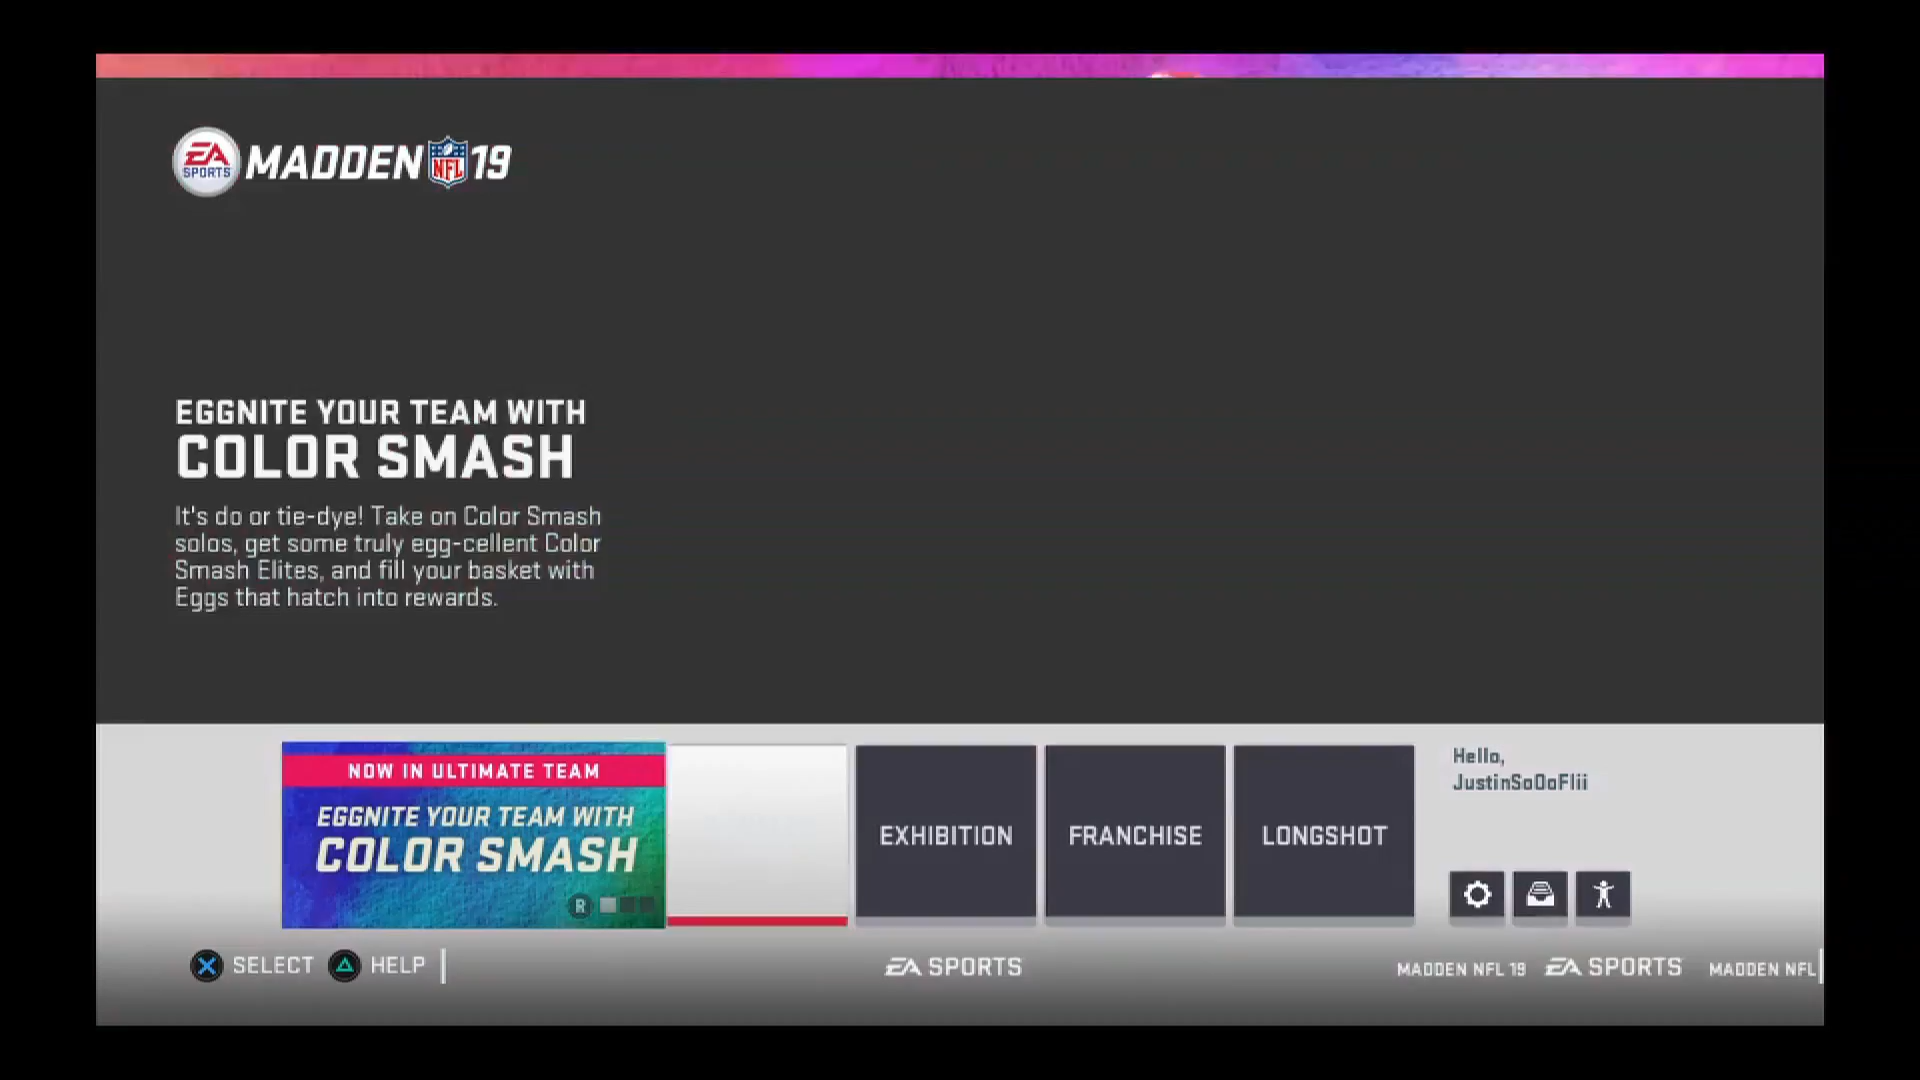 EA SPORTS MADDEN NFL 19
EGGNITE YOUR TEAM WITH
COLOR SMASH
It's do or tie-dye! Take on Color Smash
solos, get some truly egg-cellent Color
Smash Elites, and fill your basket with
Eggs that hatch into rewards.
NOW IN ULTIMATE TEAM
EGGNITE YOUR TEAM WITH
COLOR SMASH
R
EXHIBITION
FRANCHISE
LONGSHOT
Hello,
JustinSoOoFlii
SELECT HELP
EA SPORTS
MADDEN NFL 19 EA SPORTS MADDEN NFL